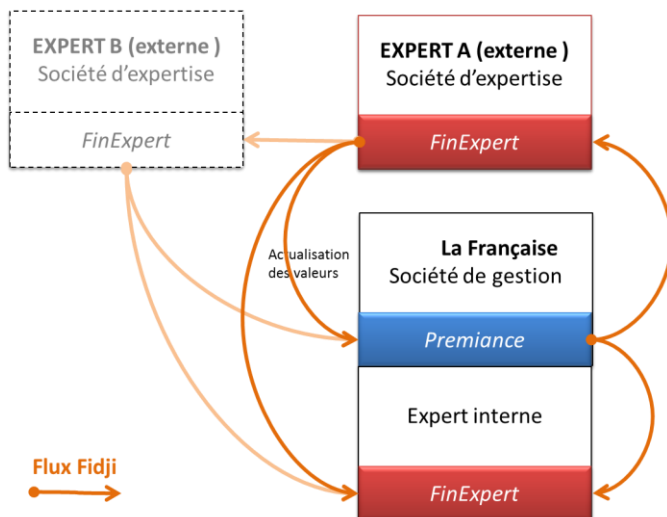 EXPERT B (externe )
Société d'expertise
FinExpert
EXPERT A (externe )
Société d'expertise
FinExpert
Actualisation
des valeurs
La Française
Société de gestion
Premiance
Expert interne
FinExpert
Flux Fidji